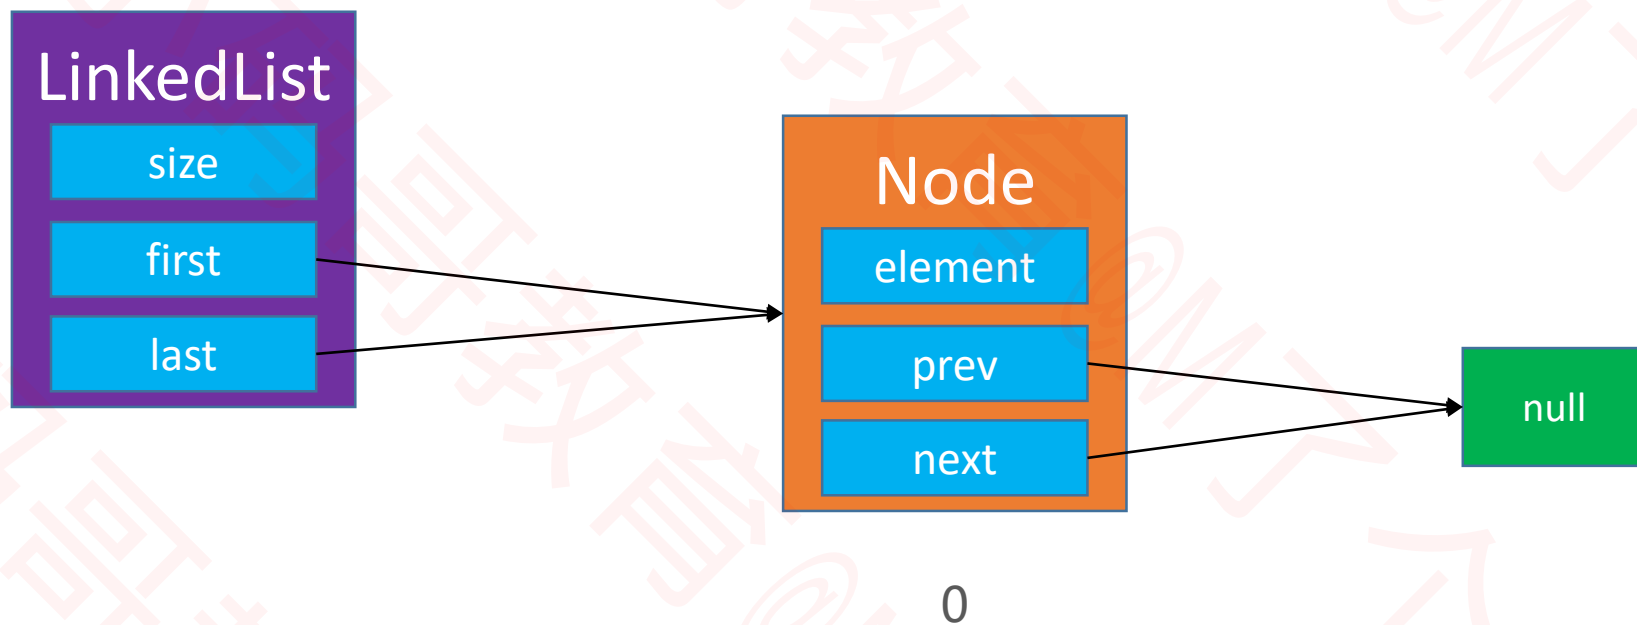 LinkedList
size
first
last
Node
element
prev
next
null
0